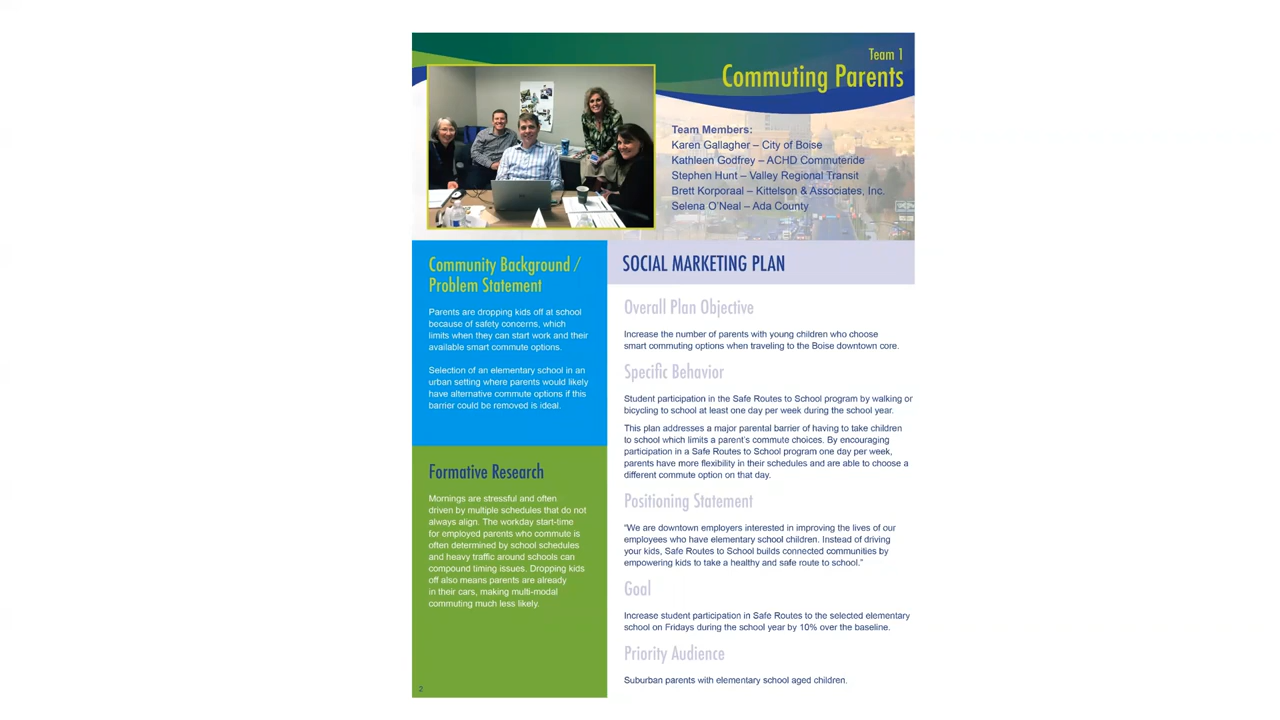 Team 1
Commuting Parents
Team Members:
Karen Gallagher – City of Boise
Kathleen Godfrey – ACHD Commuteride
Stephen Hunt – Valley Regional Transit
Brett Korporaal – Kittelson & Associates, Inc.
Selena O'Neal – Ada County
Community Background /
Problem Statement
Parents are dropping kids off at school
because of safety concerns, which
limits when they can start work and their
available smart commute options.
Selection of an elementary school in an
urban setting where parents would likely
have alternative commute options if this
barrier could be removed is ideal.
Formative Research
Mornings are stressful and often
driven by multiple schedules that do not
always align. The workday start-time
for employed parents who commute is
often determined by school schedules
and heavy traffic around schools can
compound timing issues. Dropping kids
off also means parents are already
in their cars, making multi-modal
commuting much less likely.
2
SOCIAL MARKETING PLAN
Overall Plan Objective
Increase the number of parents with young children who choose
smart commuting options when traveling to the Boise downtown core.
Specific Behavior
Student participation in the Safe Routes to School program by walking or
bicycling to school at least one day per week during the school year.
This plan addresses a major parental barrier of having to take children
to school which limits a parent's commute choices. By encouraging
participation in a Safe Routes to School program one day per week,
parents have more flexibility in their schedules and are able to choose a
different commute option on that day.
Positioning Statement
"We are downtown employers interested in improving the lives of our
employees who have elementary school children. Instead of driving
your kids, Safe Routes to School builds connected communities by
empowering kids to take a healthy and safe route to school."
Goal
Increase student participation in Safe Routes to the selected elementary
school on Fridays during the school year by 10% over the baseline.
Priority Audience
Suburban parents with elementary school aged children.